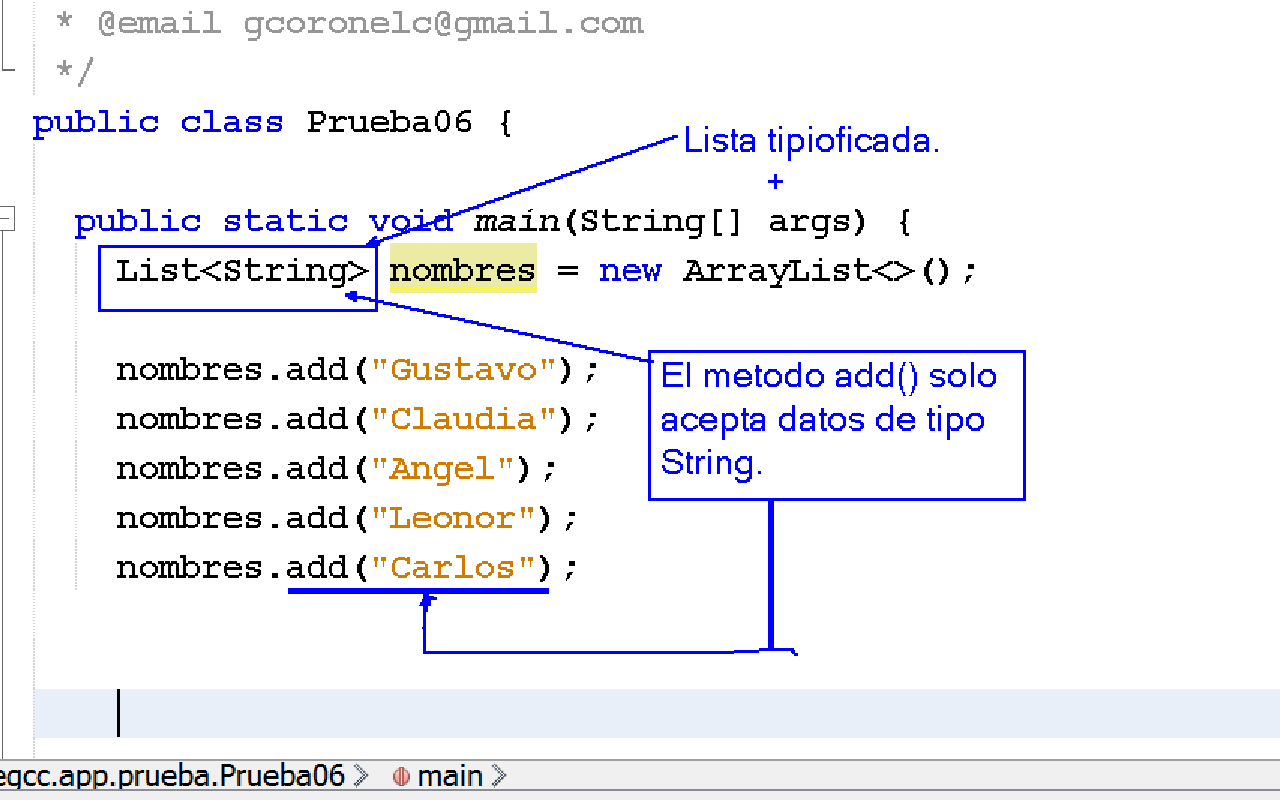 * @email gcoronelc@gmail.com
*/
public class Prueba06 {
Lista tipioficada.
+
public static void main(String[] args) {
List<String> nombres = new ArrayList<>();
nombres.add("Gustavo");
nombres.add("Claudia");
nombres.add("Angel");
nombres.add("Leonor");
nombres.add("Carlos");
El metodo add() solo
acepta datos de tipo
String.
egcc.app.prueba.Prueba06 > main >